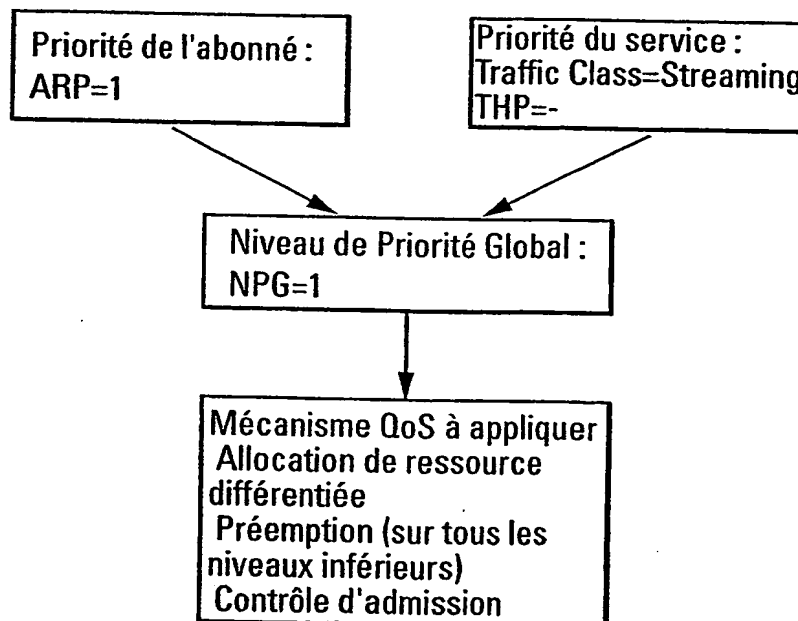 Priorité de l'abonné :
ARP=1
Priorité du service :
Traffic Class=Streaming
THP=-
Niveau de Priorité Global :
NPG=1
Mécanisme QoS à appliquer
Allocation de ressource
différentiée
Préemption (sur tous les
niveaux inférieurs)
Contrôle d'admission